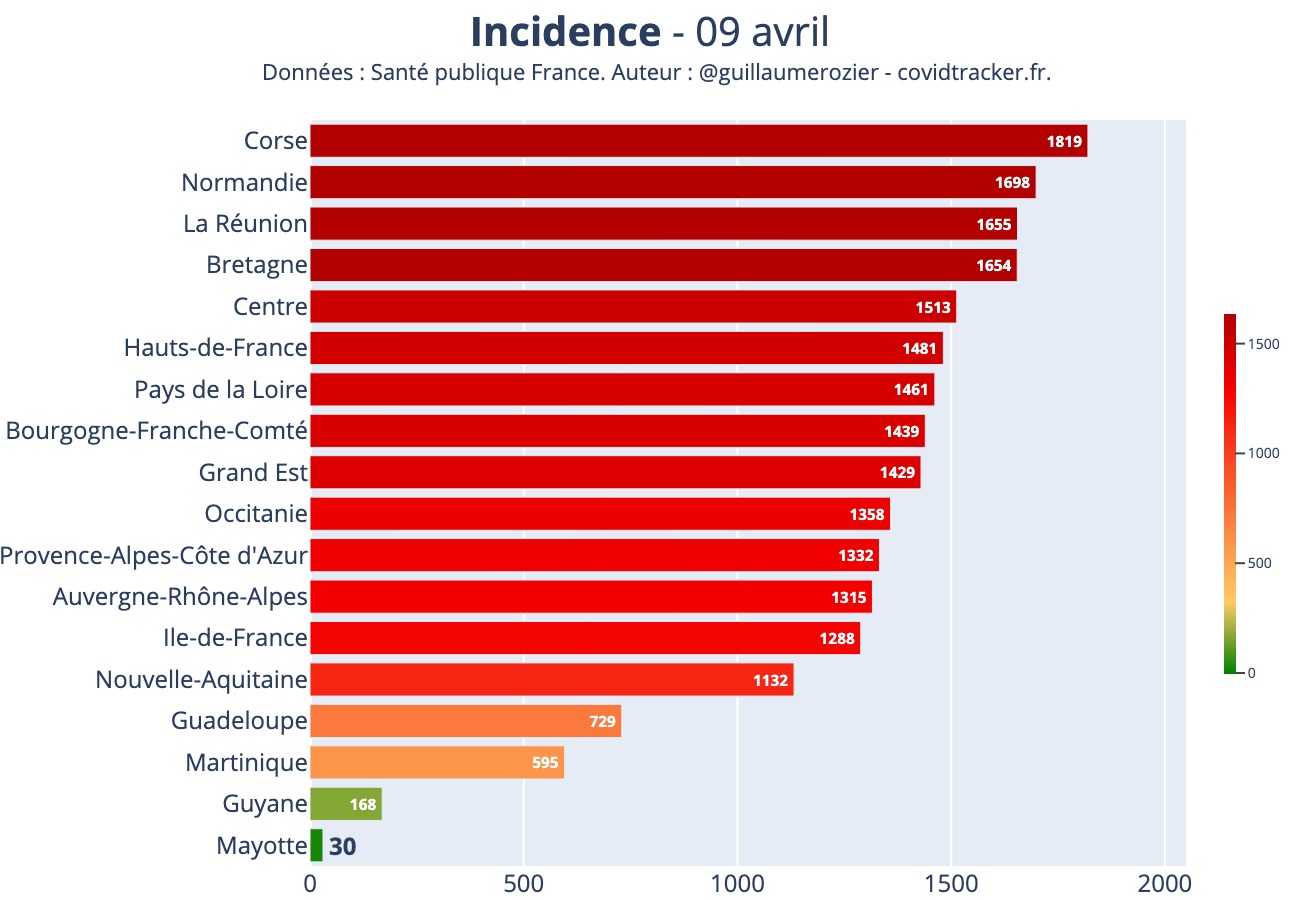 Incidence - 09 avril
Données : Santé publique France. Auteur : @guillaumerozier - covidtracker.fr.
Corse 1819
Normandie 1698
La Réunion 1655
Bretagne 1654
Centre 1513
Hauts-de-France 1481
Pays de la Loire 1461
Bourgogne-Franche-Comté 1439
Grand Est 1429
Occitanie 1358
Provence-Alpes-Côte d'Azur 1332
Auvergne-Rhône-Alpes 1315
Ile-de-France 1288
Nouvelle-Aquitaine 1132
Guadeloupe 729
Martinique 595
Guyane 168
Mayotte 30
0 500 1000 1500 2000
1500
1000
500
0